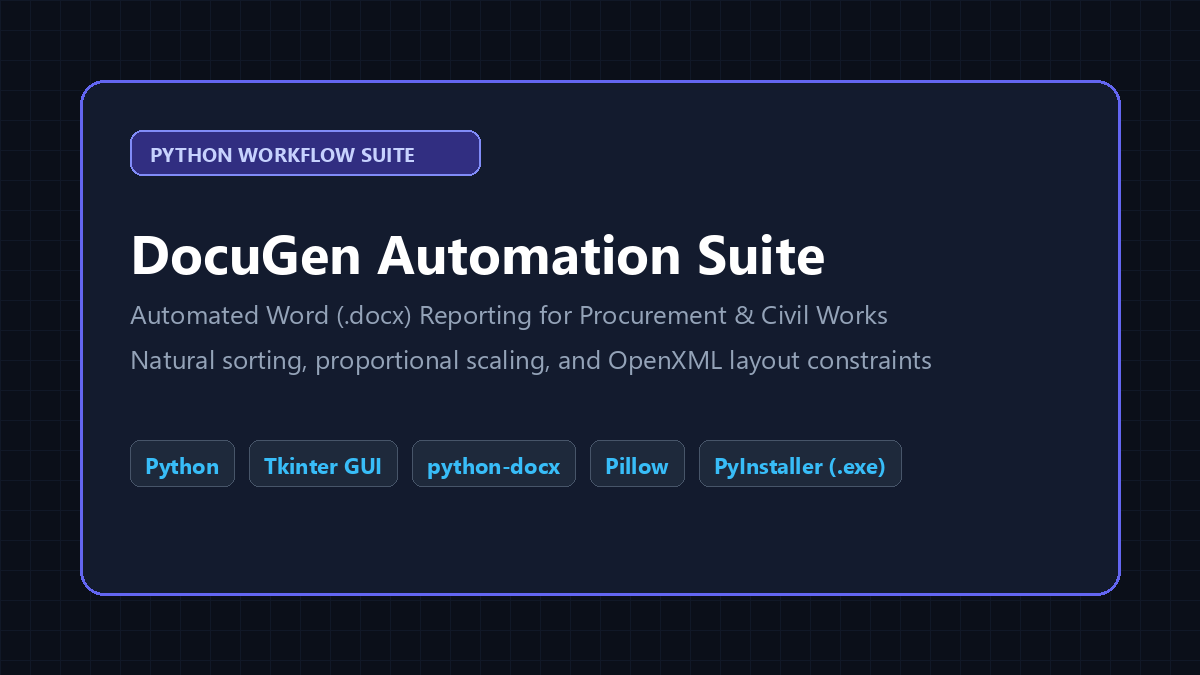 PYTHON WORKFLOW SUITE
DocuGen Automation Suite
Automated Word (.docx) Reporting for Procurement & Civil Works
Natural sorting, proportional scaling, and OpenXML layout constraints
Python Tkinter GUI python-docx Pillow PyInstaller (.exe)